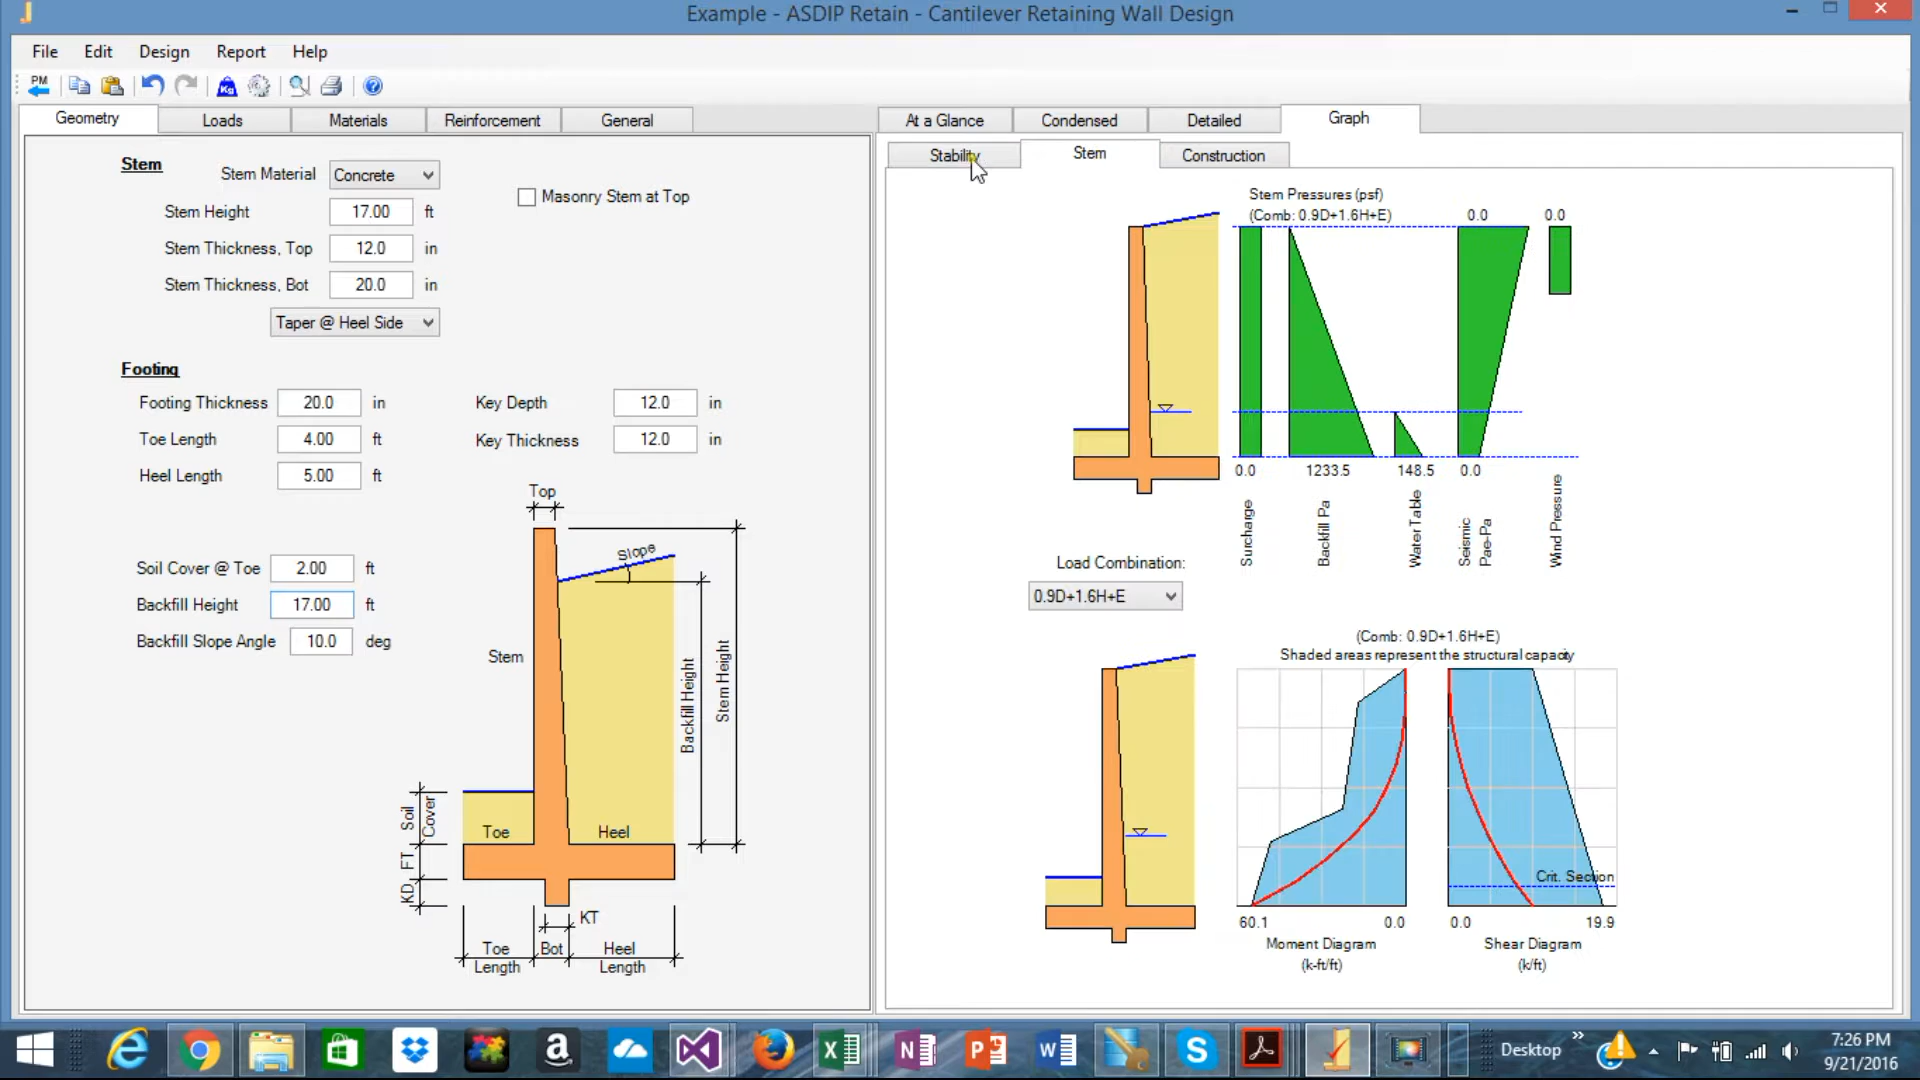 Example - ASDIP Retain - Cantilever Retaining Wall Design
File Edit Design Report Help
PM
Kg
Geometry Loads Materials Reinforcement General
At a Glance Condensed Detailed Graph
Stability Stem Construction
Stem
Stem Material Concrete
Masonry Stem at Top
Stem Height 17.00 ft
Stem Thickness, Top 12.0 in
Stem Thickness, Bot 20.0 in
Taper @ Heel Side
Footing
Footing Thickness 20.0 in
Key Depth 12.0 in
Toe Length 4.00 ft
Key Thickness 12.0 in
Heel Length 5.00 ft
Soil Cover @ Toe 2.00 ft
Backfill Height 17.00 ft
Backfill Slope Angle 10.0 deg
Top
Slope
Stem
Backfill Height
Stem Height
Soil
Cover
Toe
Heel
FT
KD
KT
Toe
Length
Bot
Heel
Length
Stem Pressures (psf)
(Comb: 0.9D+1.6H+E) 0.0 0.0
0.0 1233.5 148.5 0.0
Surcharge
Backfill Pa
Water Table
Seismic
Pae-Pa
Wind Pressure
Load Combination:
0.9D+1.6H+E
(Comb: 0.9D+1.6H+E)
Shaded areas represent the structural capacity
Crit. Section
60.1 0.0 0.0 19.9
Moment Diagram
(k-ft/ft)
Shear Diagram
(k/ft)
Desktop
7:26 PM
9/21/2016